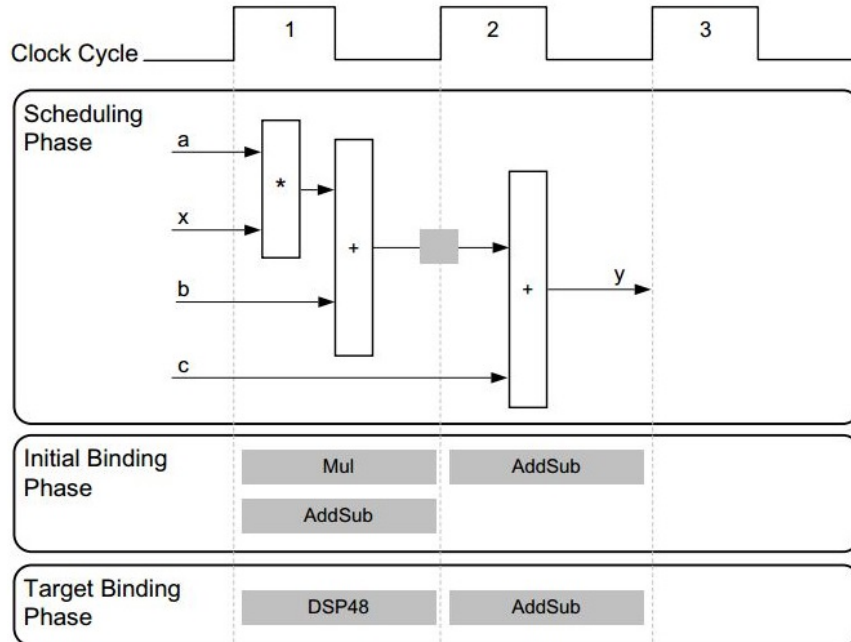 1 2 3
Clock Cycle
Scheduling
Phase
a
*
x
+
b
+
y
c
Initial Binding
Phase
Mul AddSub
AddSub
Target Binding
Phase
DSP48 AddSub